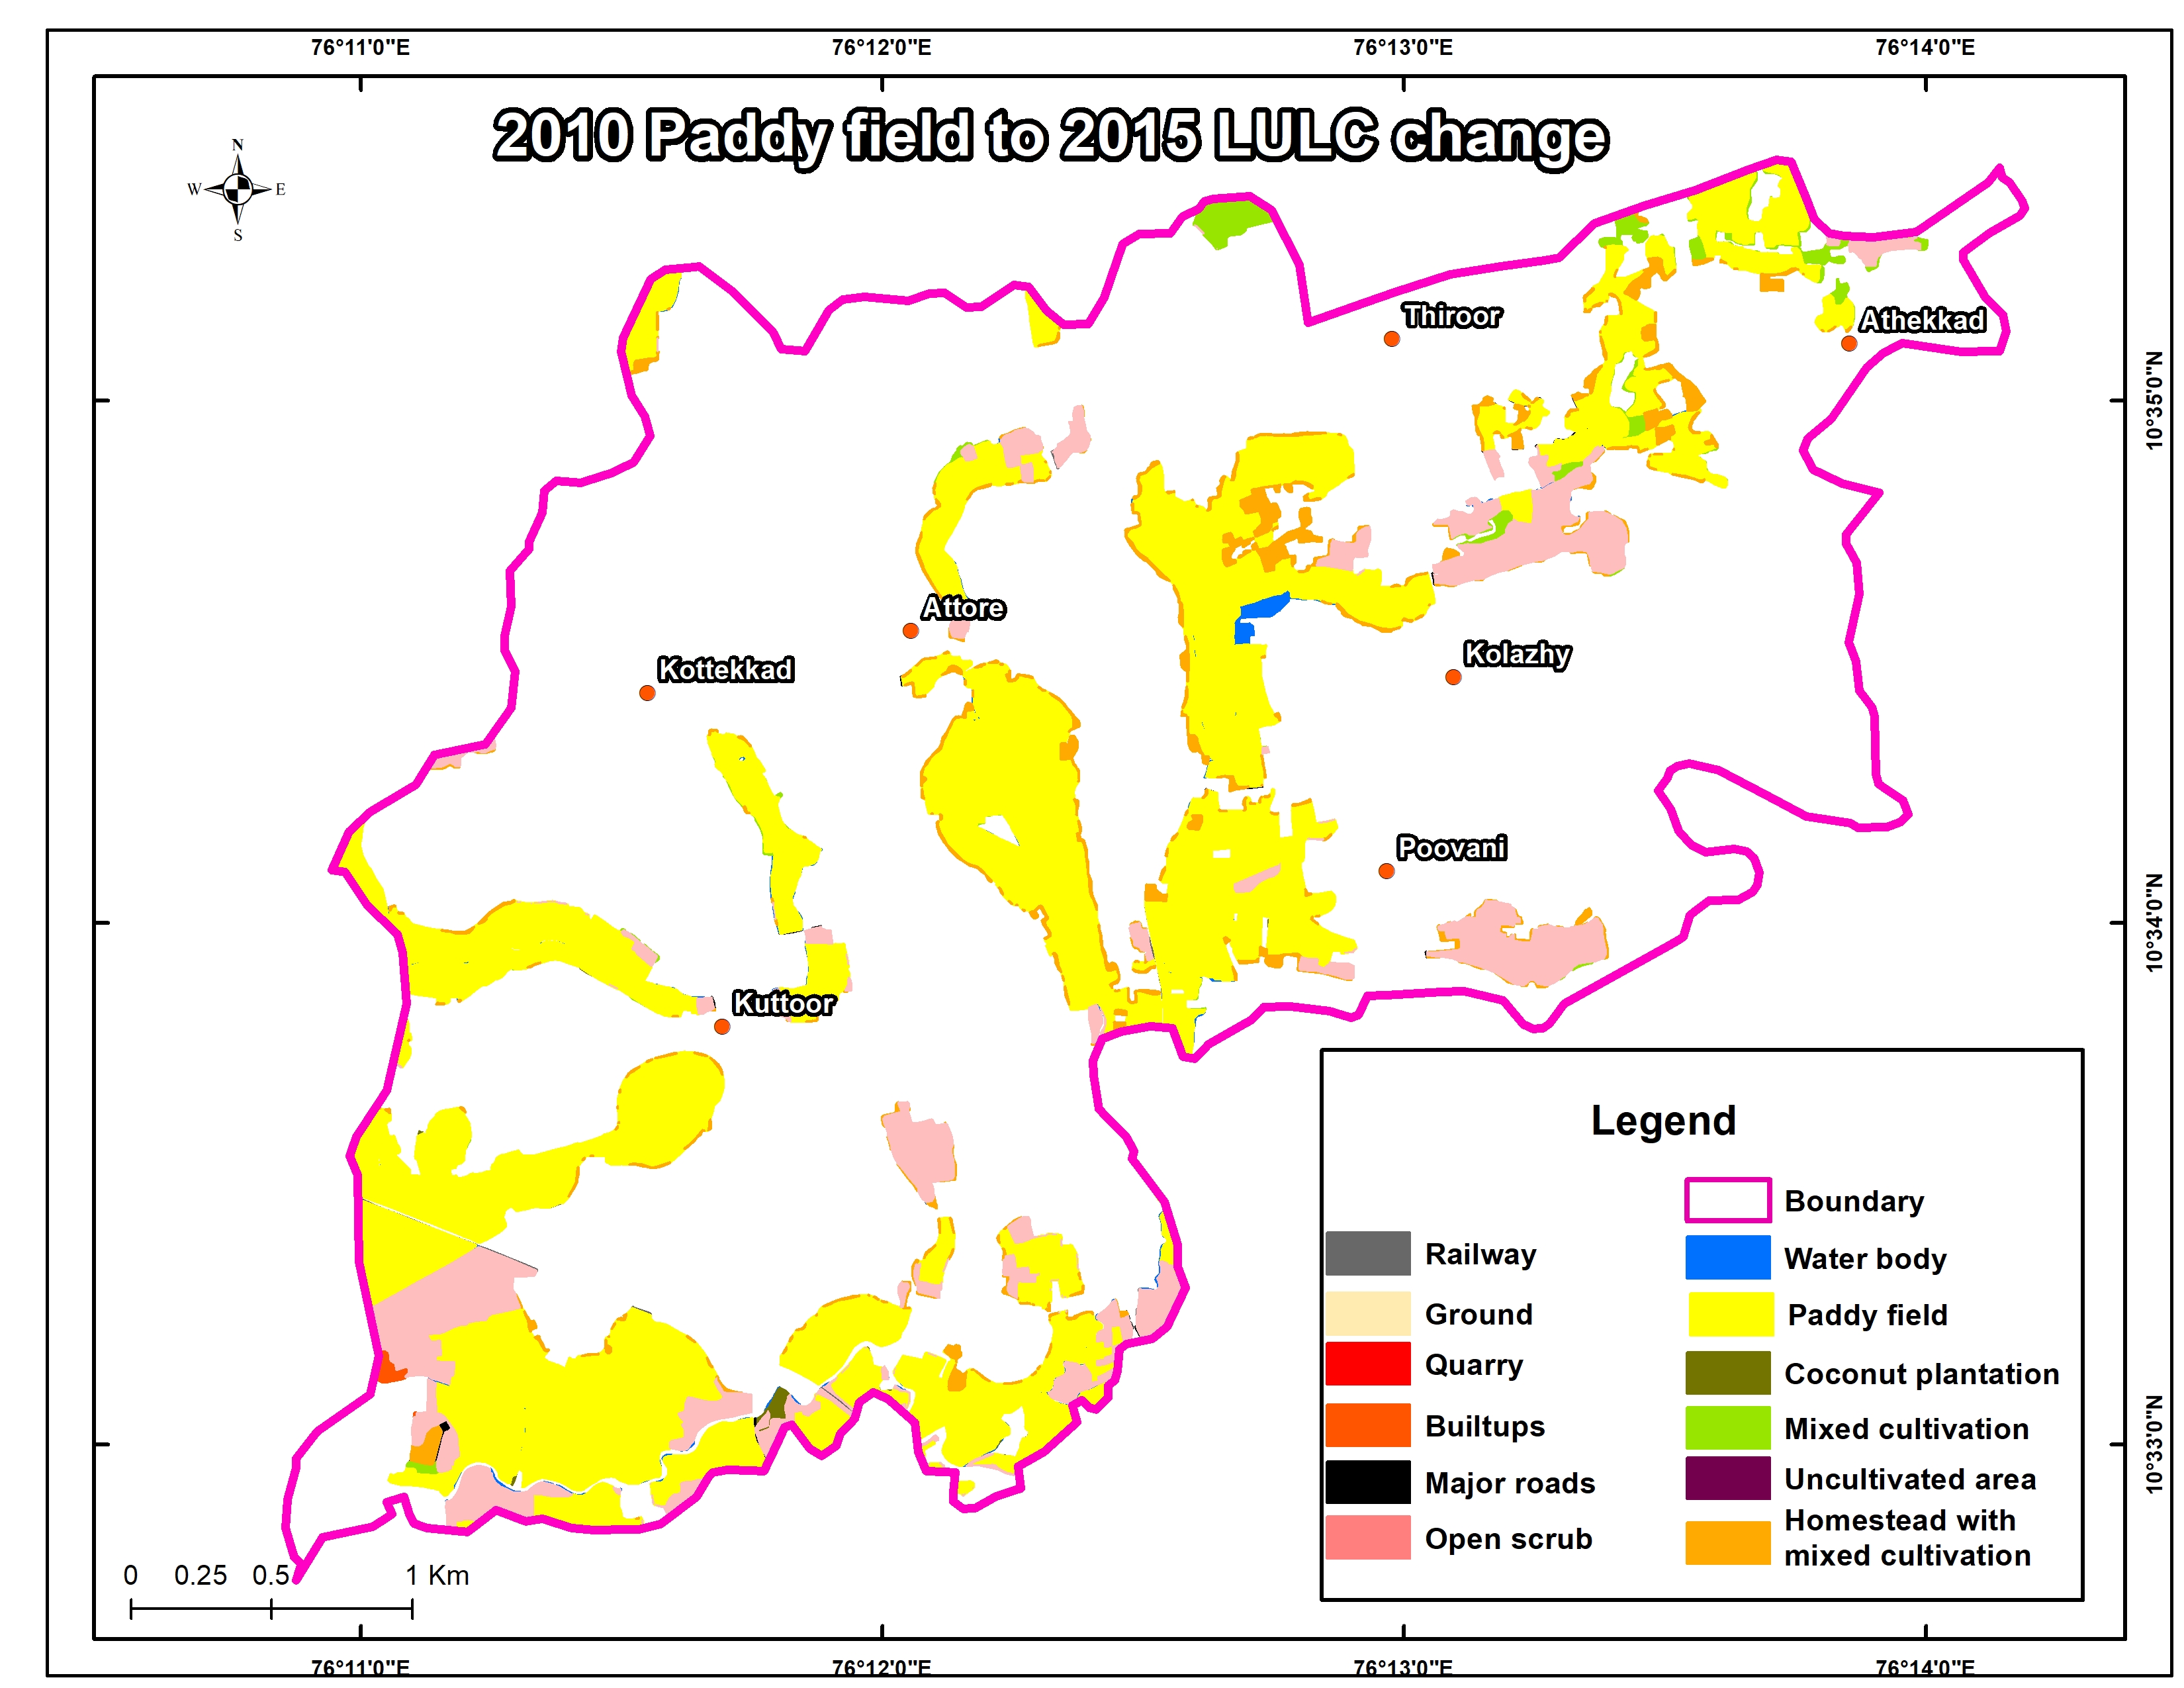 76°11'0"E 76°12'0"E 76°13'0"E 76°14'0"E
2010 Paddy field to 2015 LULC change
N
W E
S
Thiroor
Athekkad
10°35'0"N
Attore
Kottekkad
Kolazhy
Poovani
10°34'0"N
Kuttoor
Legend
Boundary
Railway
Water body
Ground
Paddy field
Quarry
Coconut plantation
Builtups
Mixed cultivation
Major roads
Uncultivated area
Open scrub
Homestead with
mixed cultivation
10°33'0"N
0 0.25 0.5 1 Km
76°11'0"E 76°12'0"E 76°13'0"E 76°14'0"E